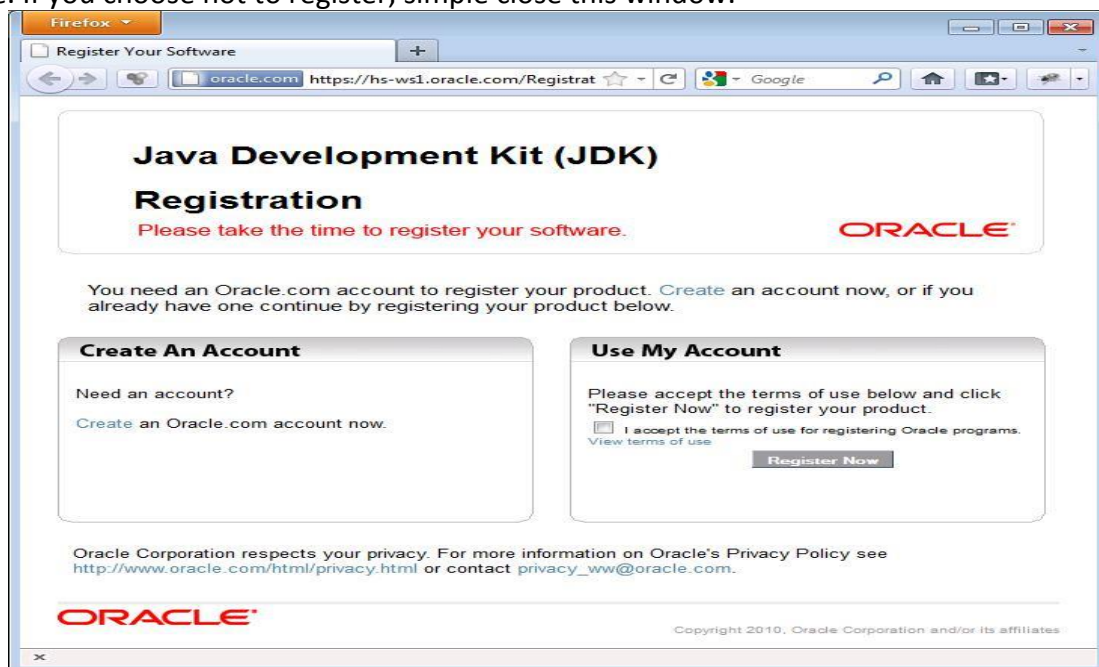 e. If you choose not to register, simple close this window.
Firefox
Register Your Software
oracle.com https://hs-ws1.oracle.com/Registrat Google
Java Development Kit (JDK)
Registration
Please take the time to register your software.
ORACLE
You need an Oracle.com account to register your product. Create an account now, or if you
already have one continue by registering your product below.
Create An Account
Need an account?
Create an Oracle.com account now.
Use My Account
Please accept the terms of use below and click
"Register Now" to register your product.
I accept the terms of use for registering Oracle programs.
View terms of use
Register Now
Oracle Corporation respects your privacy. For more information on Oracle's Privacy Policy see
http://www.oracle.com/html/privacy.html or contact privacy_ww@oracle.com.
ORACLE
Copyright 2010, Oracle Corporation and/or its affiliates